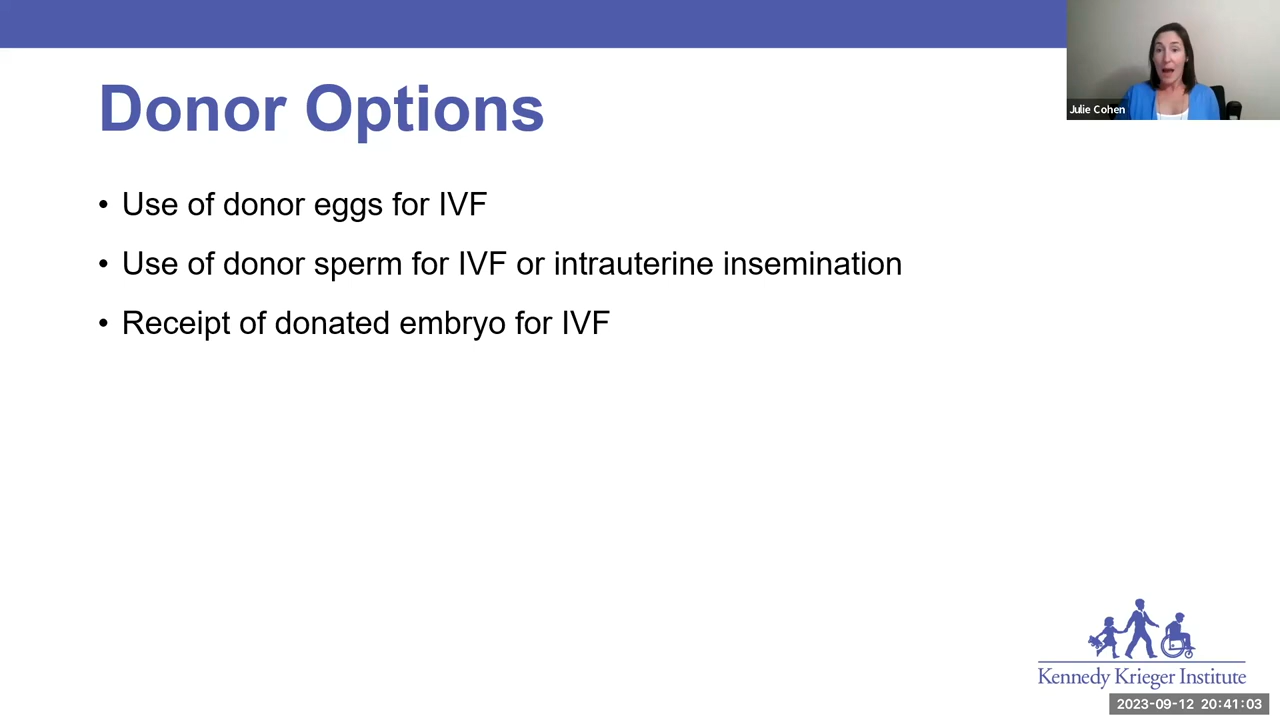 Donor Options
• Use of donor eggs for IVF
• Use of donor sperm for IVF or intrauterine insemination
• Receipt of donated embryo for IVF
Julie Cohen
Kennedy Krieger Institute
2023-09-12 20:41:03